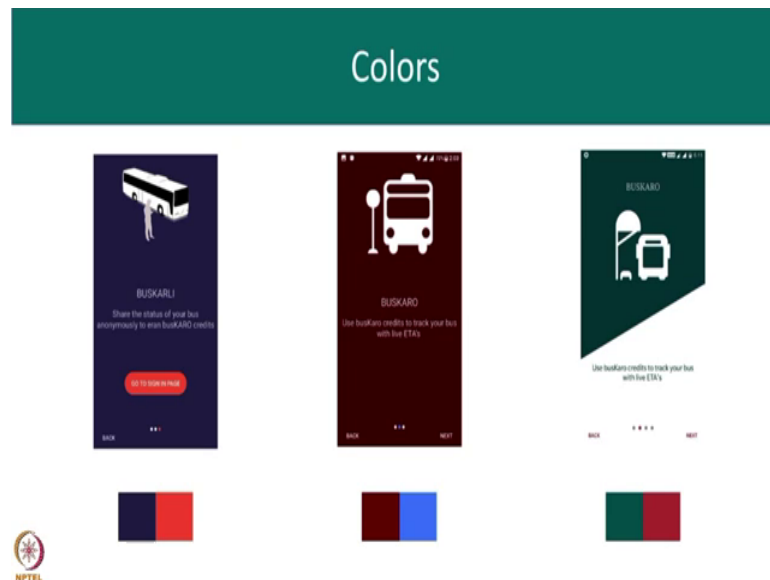 Colors
BUSKARLI
Share the status of your bus
anonymously to eran busKARO credits
GO TO SIGN IN PAGE
BACK
BUSKARO
Use busKaro credits to track your bus
with live ETA's
BACK
NEXT
BUSKARO
Use busKaro credits to track your bus
with live ETA's
BACK
NEXT
NPTEL